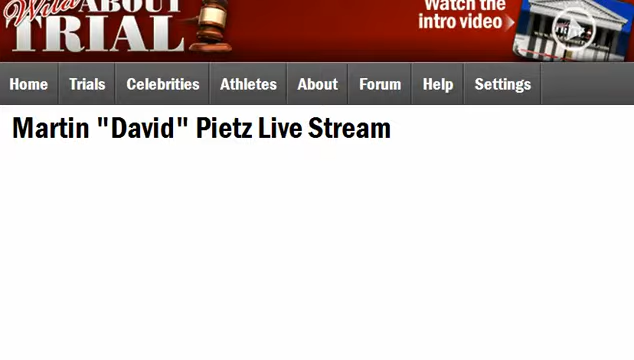 Wild ABOUT
TRIAL
Watch the
intro video
Home Trials Celebrities Athletes About Forum Help Settings
Martin "David" Pietz Live Stream